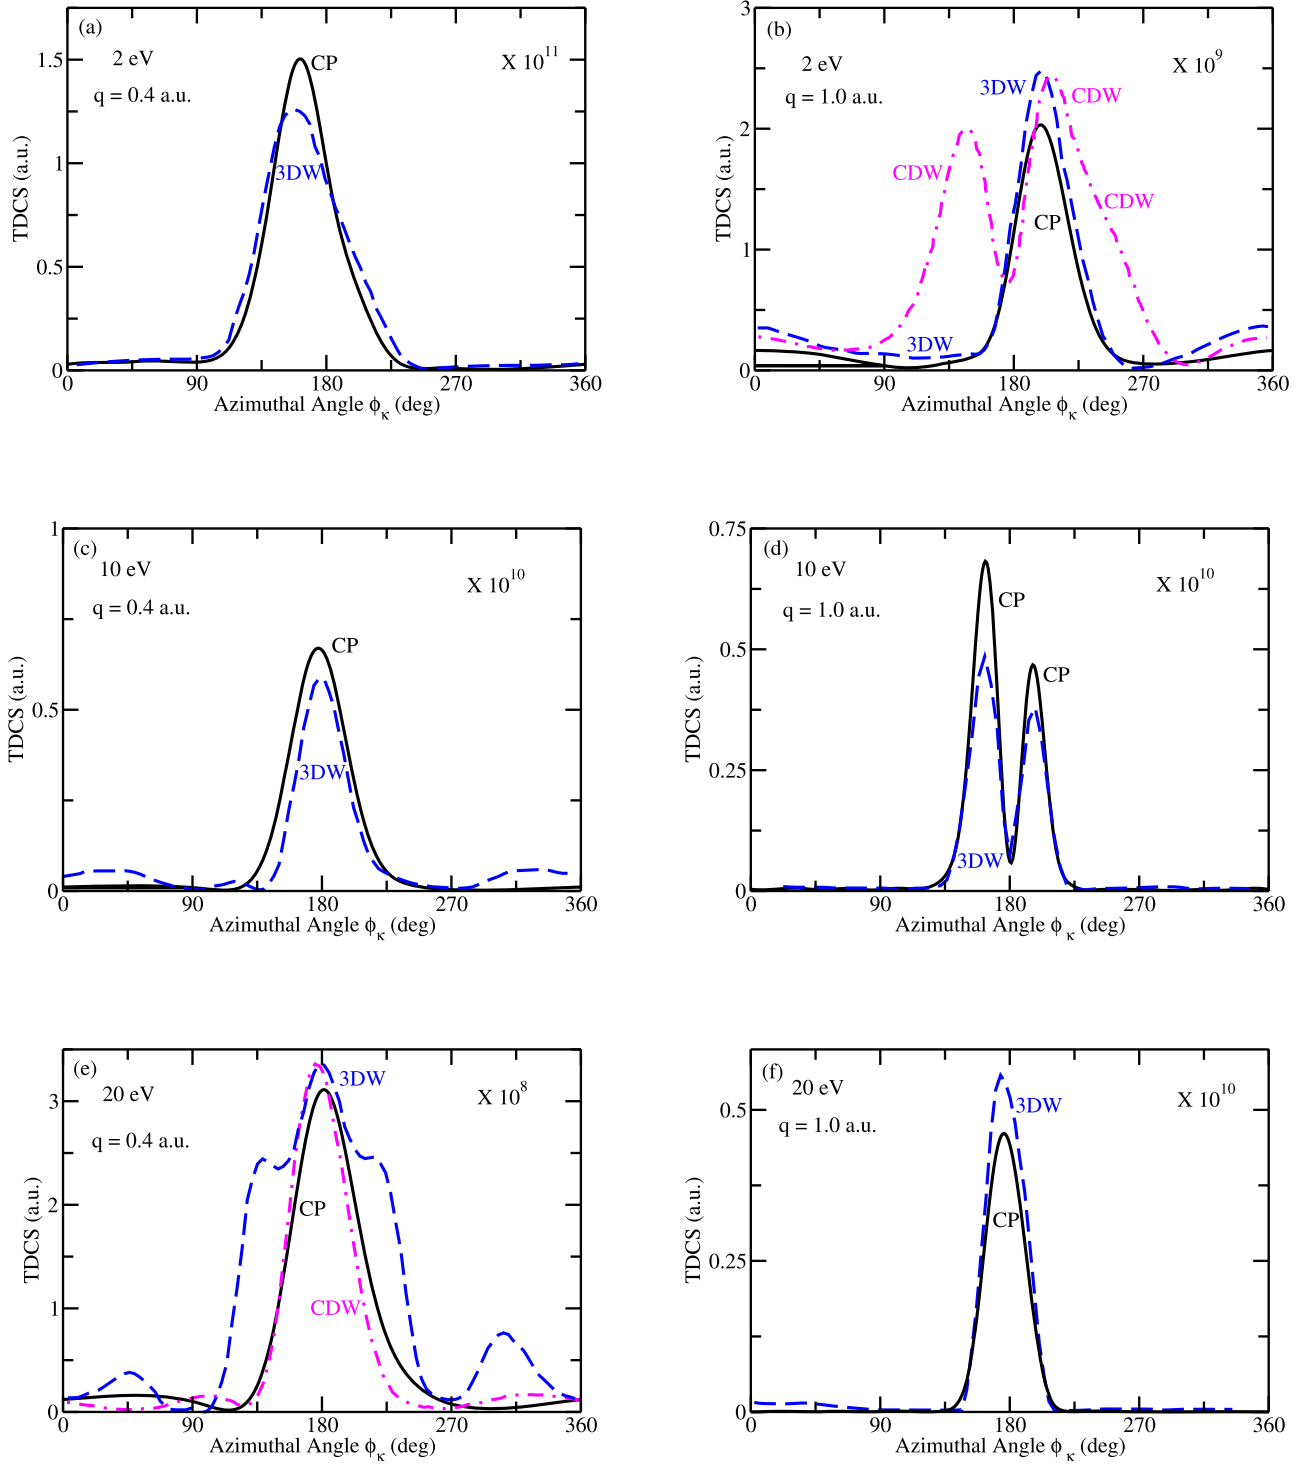 (a)
2 eV
q = 0.4 a.u.
CP
X 10^11
3DW
TDCS (a.u.)
1.5
1
0.5
0
0 90 180 270 360
Azimuthal Angle ϕ_κ (deg)
(b)
2 eV
q = 1.0 a.u.
3DW
CDW
X 10^9
CDW
CDW
CP
3DW
TDCS (a.u.)
3
2
1
0
0 90 180 270 360
Azimuthal Angle ϕ_κ (deg)
(c)
10 eV
q = 0.4 a.u.
X 10^10
CP
3DW
TDCS (a.u.)
1
0.5
0
0 90 180 270 360
Azimuthal Angle ϕ_κ (deg)
(d)
10 eV
q = 1.0 a.u.
X 10^10
CP
CP
3DW
TDCS (a.u.)
0.75
0.5
0.25
0
0 90 180 270 360
Azimuthal Angle ϕ_κ (deg)
(e)
20 eV
q = 0.4 a.u.
3DW
X 10^8
CP
CDW
TDCS (a.u.)
3
2
1
0
0 90 180 270 360
Azimuthal Angle ϕ_κ (deg)
(f)
20 eV
q = 1.0 a.u.
3DW
X 10^10
CP
TDCS (a.u.)
0.5
0.25
0
0 90 180 270 360
Azimuthal Angle ϕ_κ (deg)